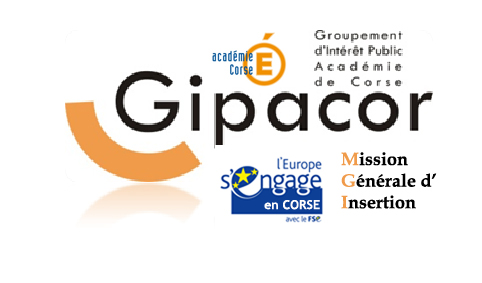 académie
Corse
É
Groupement
d'Intérêt Public
Académie
de Corse
Gipacor
l'Europe
s'engage
en CORSE
avec le FSE
Mission
Générale d'
Insertion